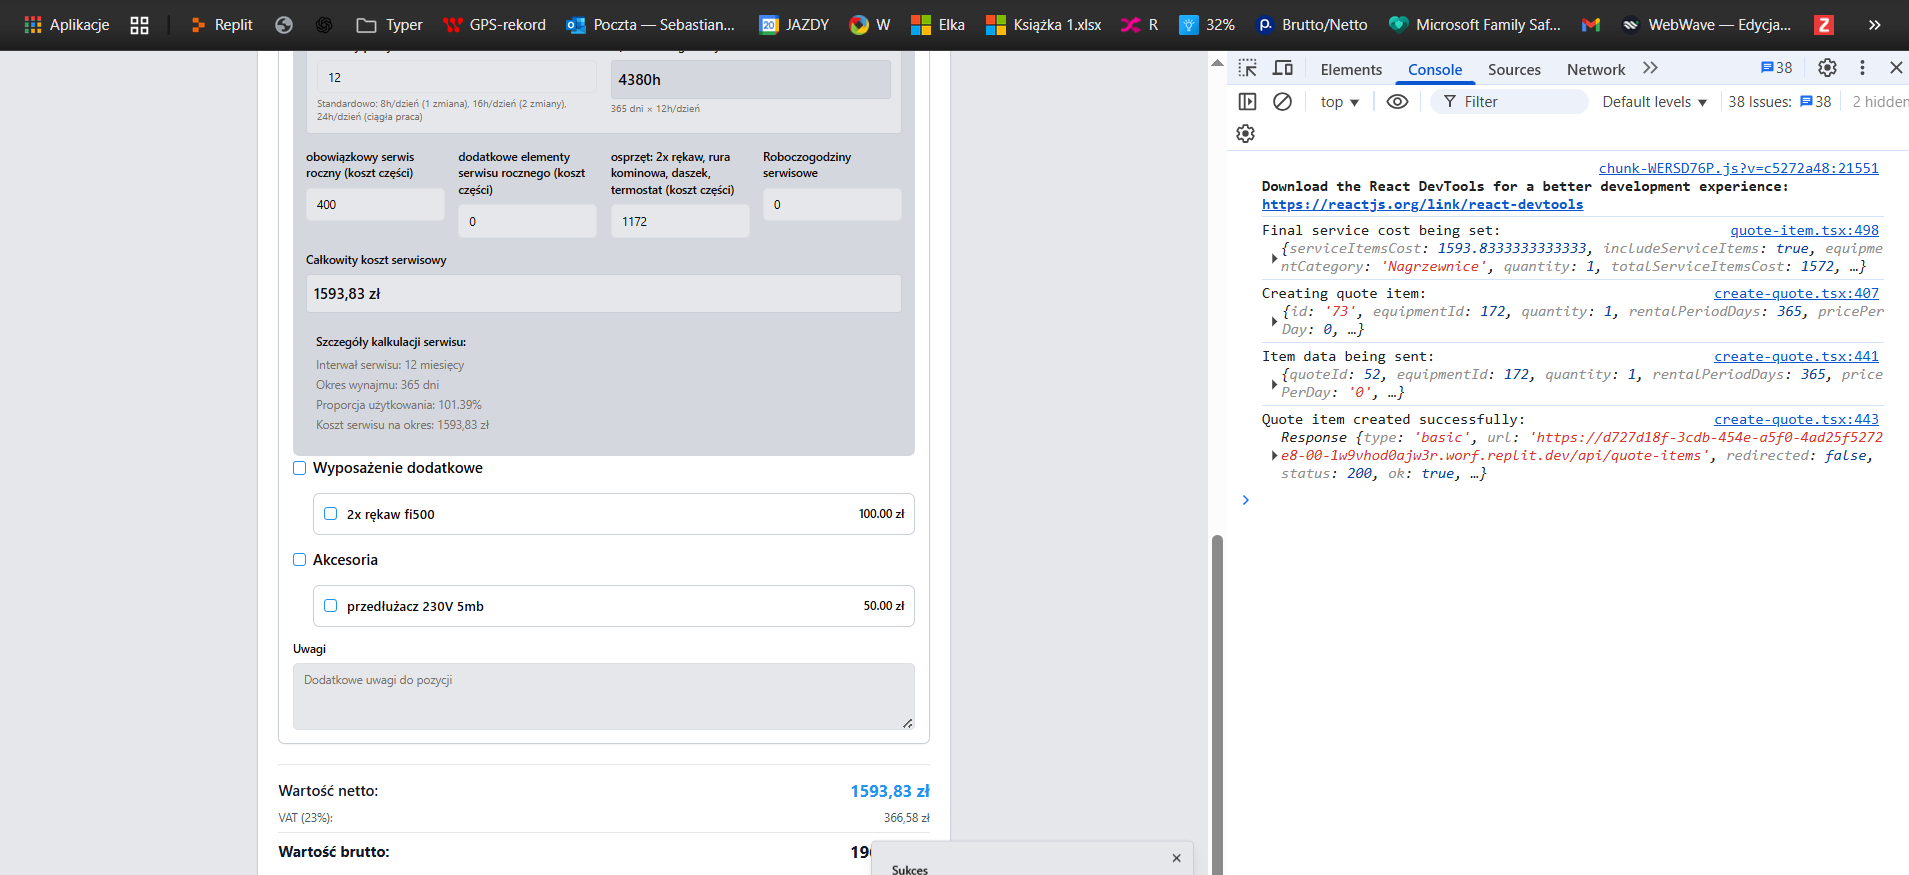 Aplikacje
Replit
Typer
GPS-rekord
Poczta — Sebastian...
20
JAZDY
W
Elka
Książka 1.xlsx
R
32%
Brutto/Netto
Microsoft Family Saf...
WebWave — Edycja...
Z
»
12
4380h
Standardowo: 8h/dzień (1 zmiana), 16h/dzień (2 zmiany),
24h/dzień (ciągła praca)
365 dni × 12h/dzień
obowiązkowy serwis
roczny (koszt części)
400
dodatkowe elementy
serwisu rocznego (koszt
części)
0
osprzęt: 2x rękaw, rura
kominowa, daszek,
termostat (koszt części)
1172
Roboczogodziny
serwisowe
0
Całkowity koszt serwisowy
1593,83 zł
Szczegóły kalkulacji serwisu:
Interwał serwisu: 12 miesięcy
Okres wynajmu: 365 dni
Proporcja użytkowania: 101.39%
Koszt serwisu na okres: 1593,83 zł
Wyposażenie dodatkowe
2x rękaw fi500
100.00 zł
Akcesoria
przedłużacz 230V 5mb
50.00 zł
Uwagi
Dodatkowe uwagi do pozycji
Wartość netto:
1593,83 zł
VAT (23%):
366,58 zł
Wartość brutto:
Sukces
Elements
Console
Sources
Network
38
top
Filter
Default levels
38 Issues:
38
2 hidden
chunk-WERSD76P.js?v=c5272a48:21551
Download the React DevTools for a better development experience:
https://reactjs.org/link/react-devtools
Final service cost being set:
quote-item.tsx:498
{serviceItemsCost: 1593.8333333333333, includeServiceItems: true, equipme
ntCategory: 'Nagrzewnice', quantity: 1, totalServiceItemsCost: 1572, …}
Creating quote item:
create-quote.tsx:407
{id: '73', equipmentId: 172, quantity: 1, rentalPeriodDays: 365, pricePer
Day: 0, …}
Item data being sent:
create-quote.tsx:441
{quoteId: 52, equipmentId: 172, quantity: 1, rentalPeriodDays: 365, price
PerDay: '0', …}
Quote item created successfully:
create-quote.tsx:443
Response {type: 'basic', url: 'https://d727d18f-3cdb-454e-a5f0-4ad25f5272
e8-00-1w9vhod0ajw3r.worf.replit.dev/api/quote-items', redirected: false,
status: 200, ok: true, …}